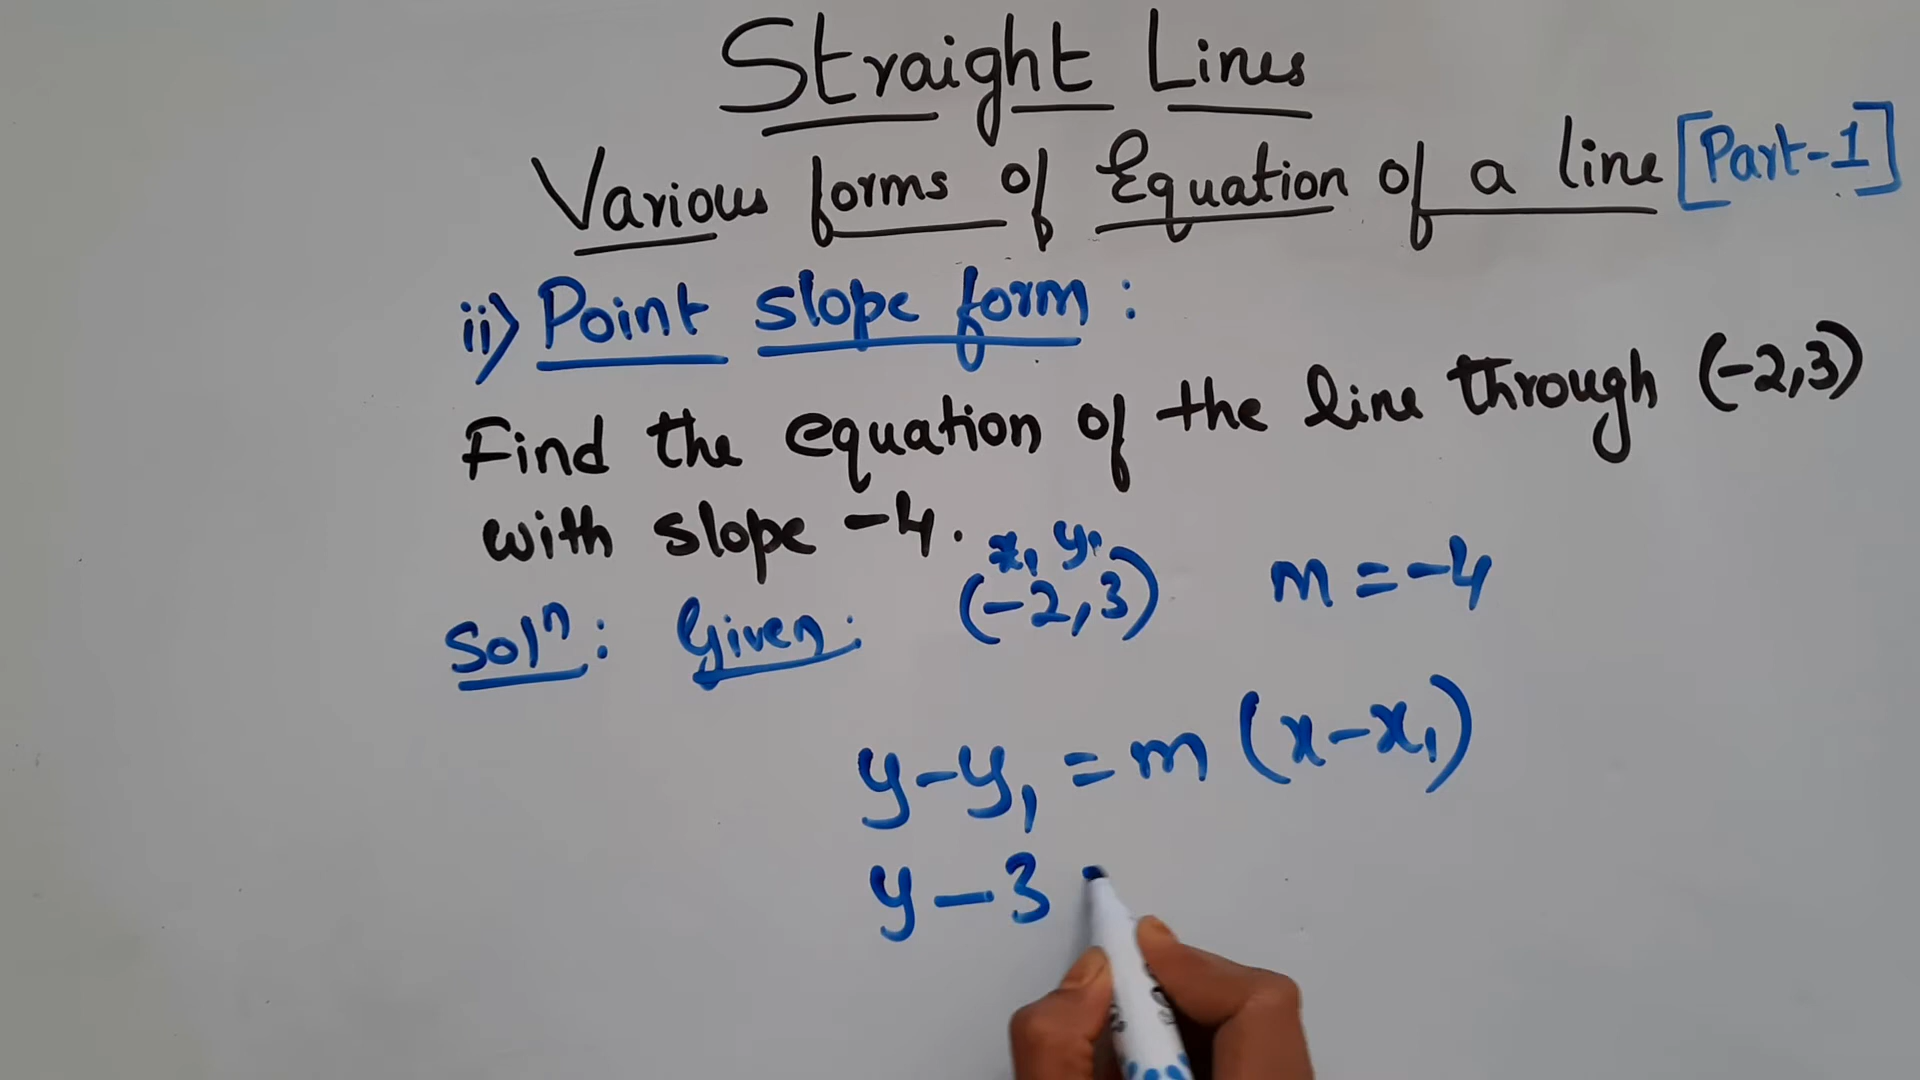 Straight Lines
Various forms of Equation of a line [Part-1]
ii) Point slope form :
Find the equation of the line through (-2,3)
with slope -4.
x₁ y₁
Solⁿ: Given: (-2,3) m = -4
y-y₁ = m (x-x₁)
y-3